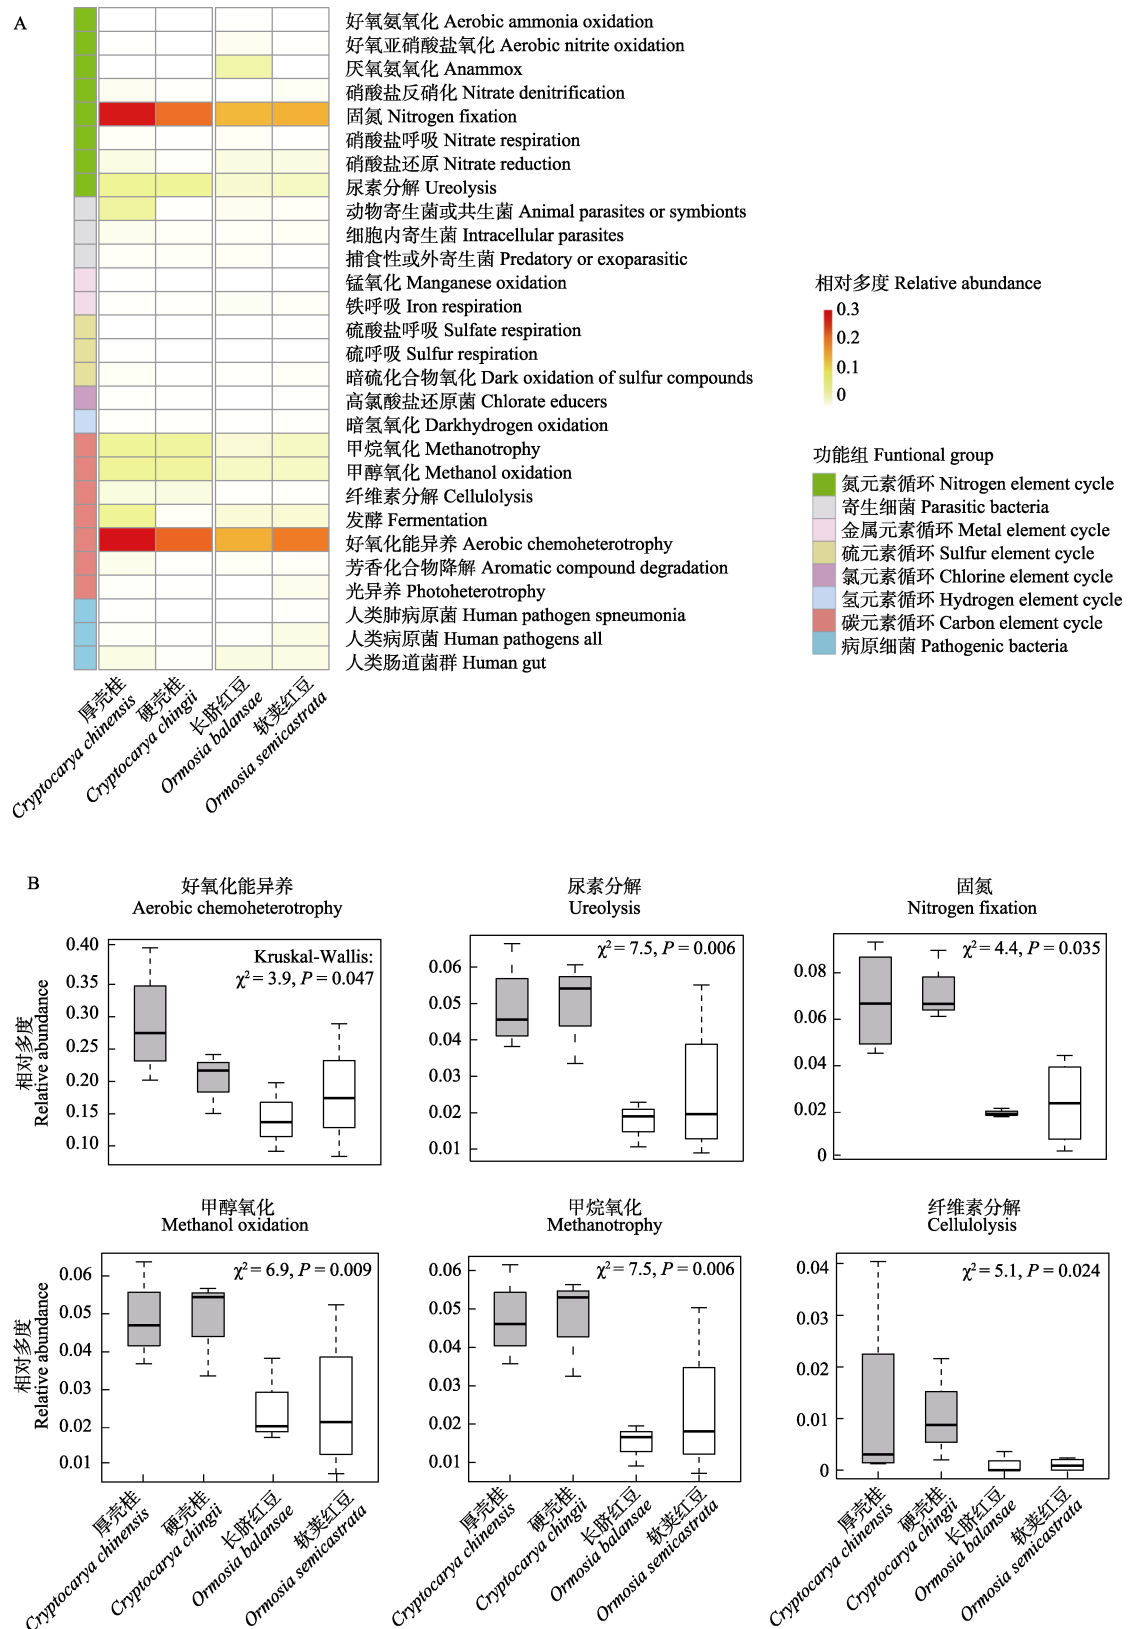 A
好氧氨氧化 Aerobic ammonia oxidation
好氧亚硝酸盐氧化 Aerobic nitrite oxidation
厌氧氨氧化 Anammox
硝酸盐反硝化 Nitrate denitrification
固氮 Nitrogen fixation
硝酸盐呼吸 Nitrate respiration
硝酸盐还原 Nitrate reduction
尿素分解 Ureolysis
动物寄生菌或共生菌 Animal parasites or symbionts
细胞内寄生菌 Intracellular parasites
捕食性或外寄生菌 Predatory or exoparasitic
锰氧化 Manganese oxidation
铁呼吸 Iron respiration
硫酸盐呼吸 Sulfate respiration
硫呼吸 Sulfur respiration
暗硫化合物氧化 Dark oxidation of sulfur compounds
高氯酸盐还原菌 Chlorate educers
暗氢氧化 Darkhydrogen oxidation
甲烷氧化 Methanotrophy
甲醇氧化 Methanol oxidation
纤维素分解 Cellulolysis
发酵 Fermentation
好氧化能异养 Aerobic chemoheterotrophy
芳香化合物降解 Aromatic compound degradation
光异养 Photoheterotrophy
人类肺病原菌 Human pathogen spneumonia
人类病原菌 Human pathogens all
人类肠道菌群 Human gut
相对多度 Relative abundance
0.3
0.2
0.1
0
功能组 Funtional group
氮元素循环 Nitrogen element cycle
寄生细菌 Parasitic bacteria
金属元素循环 Metal element cycle
硫元素循环 Sulfur element cycle
氯元素循环 Chlorine element cycle
氢元素循环 Hydrogen element cycle
碳元素循环 Carbon element cycle
病原细菌 Pathogenic bacteria
厚壳桂
Cryptocarya chinensis
硬壳桂
Cryptocarya chingii
长脐红豆
Ormosia balansae
软荚红豆
Ormosia semicastrata
B
好氧化能异养
Aerobic chemoheterotrophy
相对多度
Relative abundance
0.40
0.35
0.30
0.25
0.20
0.15
0.10
Kruskal-Wallis:
χ² = 3.9, P = 0.047
尿素分解
Ureolysis
0.06
0.05
0.04
0.03
0.02
0.01
χ² = 7.5, P = 0.006
固氮
Nitrogen fixation
0.08
0.06
0.04
0.02
0
χ² = 4.4, P = 0.035
甲醇氧化
Methanol oxidation
相对多度
Relative abundance
0.06
0.05
0.04
0.03
0.02
0.01
χ² = 6.9, P = 0.009
甲烷氧化
Methanotrophy
0.06
0.05
0.04
0.03
0.02
0.01
χ² = 7.5, P = 0.006
纤维素分解
Cellulolysis
0.04
0.03
0.02
0.01
0
χ² = 5.1, P = 0.024
厚壳桂
Cryptocarya chinensis
硬壳桂
Cryptocarya chingii
长脐红豆
Ormosia balansae
软荚红豆
Ormosia semicastrata
厚壳桂
Cryptocarya chinensis
硬壳桂
Cryptocarya chingii
长脐红豆
Ormosia balansae
软荚红豆
Ormosia semicastrata
厚壳桂
Cryptocarya chinensis
硬壳桂
Cryptocarya chingii
长脐红豆
Ormosia balansae
软荚红豆
Ormosia semicastrata